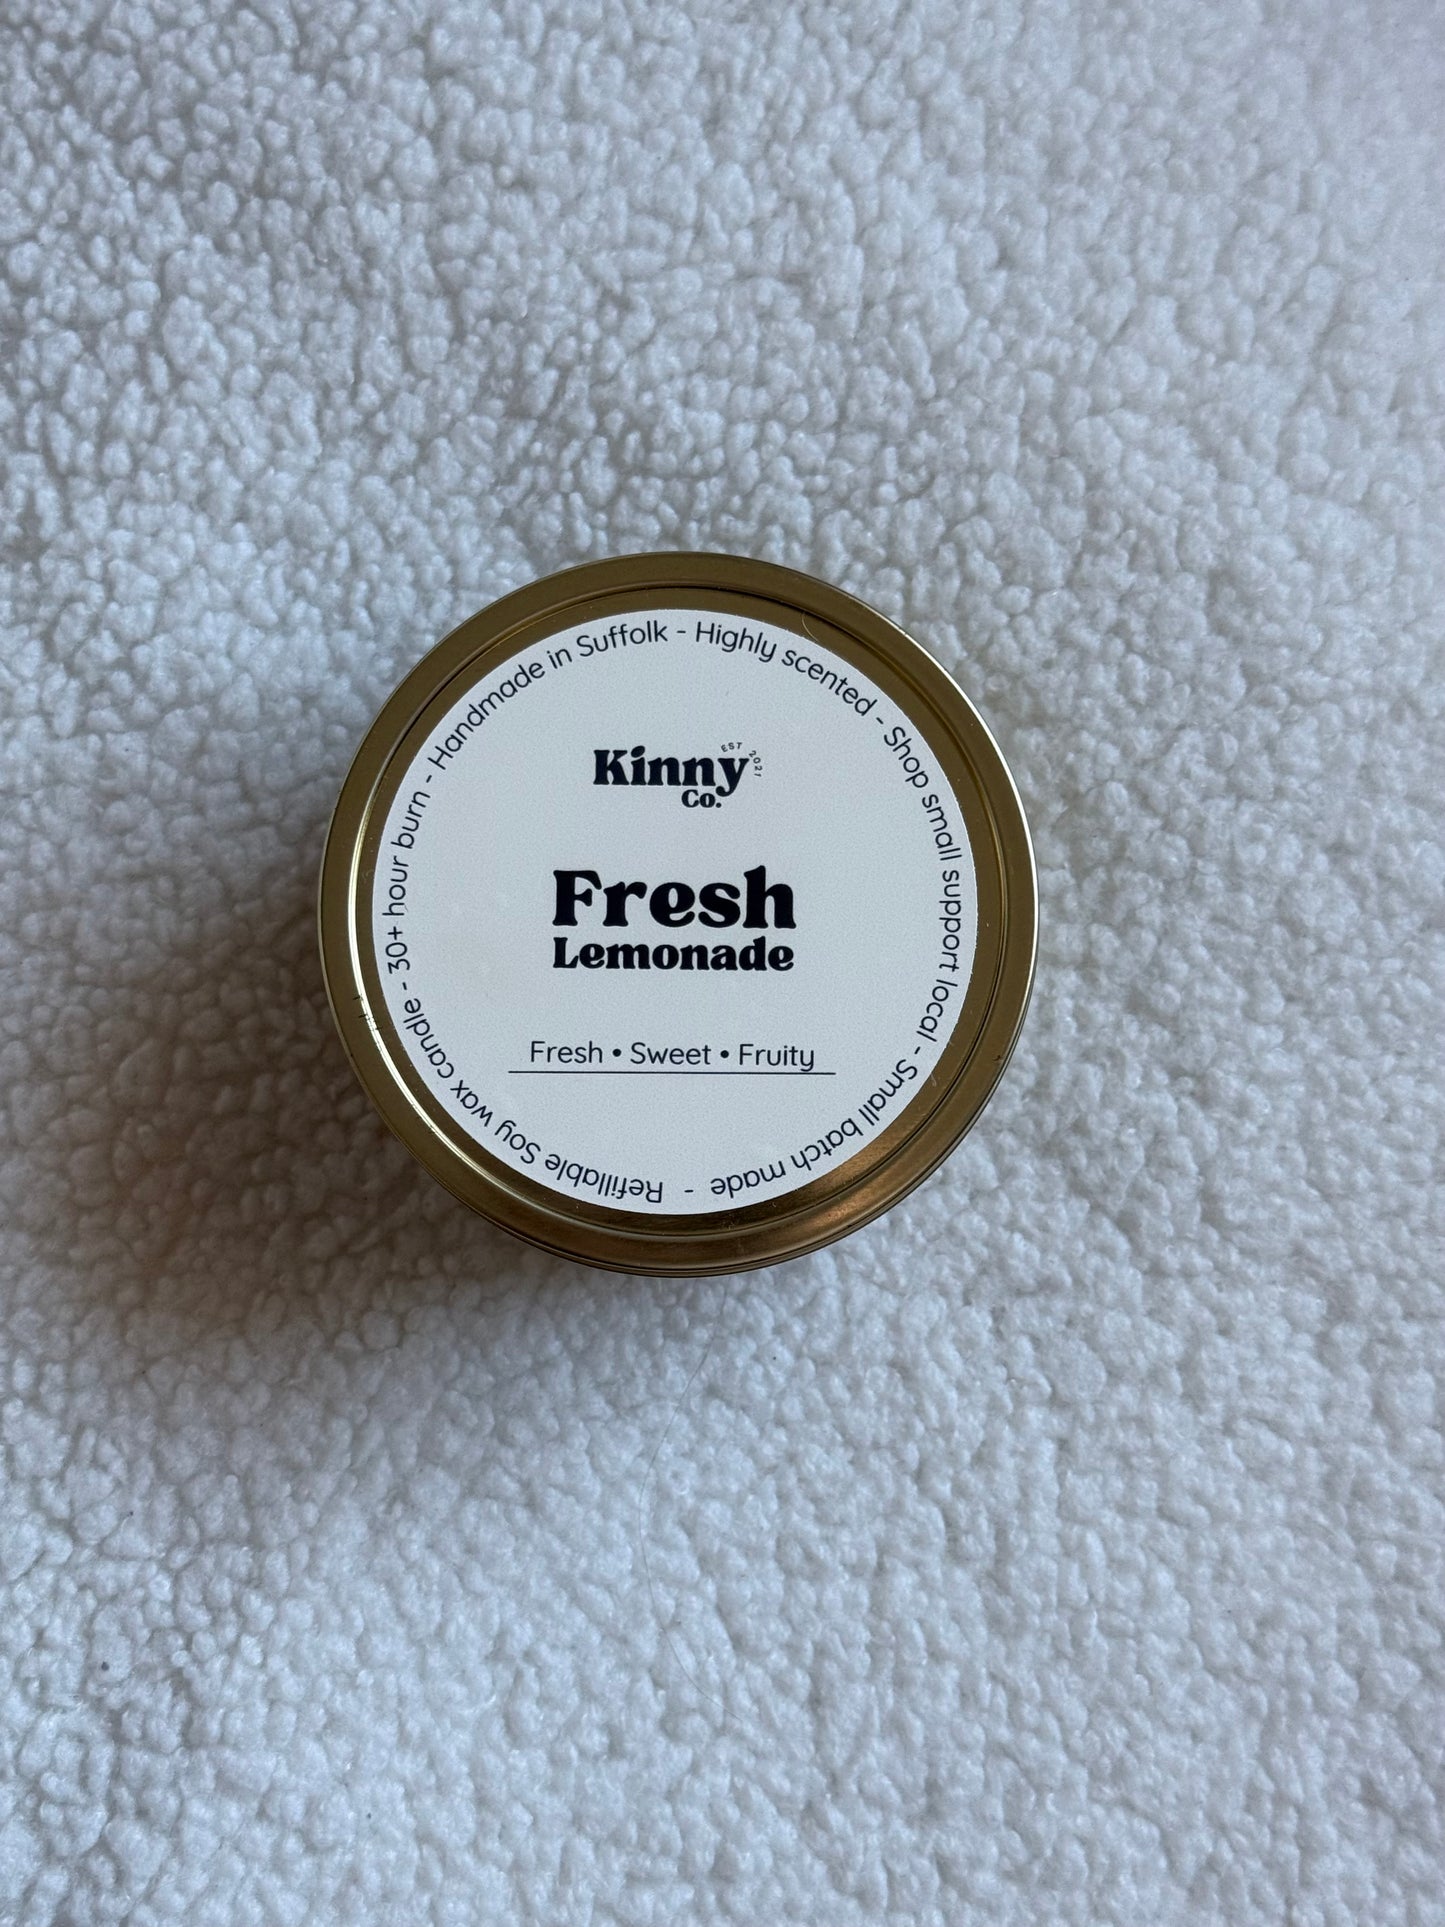 Refillable Soy wax candle - 30+ hour burn - Handmade in Suffolk - Highly scented - Shop small support local - Small batch made -
Kinny
EST 2021
Co.
Fresh
Lemonade
Fresh • Sweet • Fruity